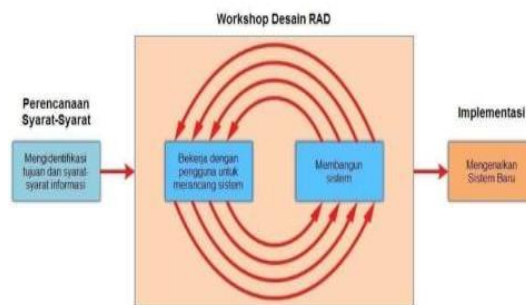 Workshop Desain RAD
Perencanaan
Syarat-Syarat
Mengidentifikasi
tujuan dan syarat-
syarat informasi
Bekerja dengan
pengguna untuk
merancang sistem
Membangun
sistem
Implementasi
Mengenalkan
Sistem Baru